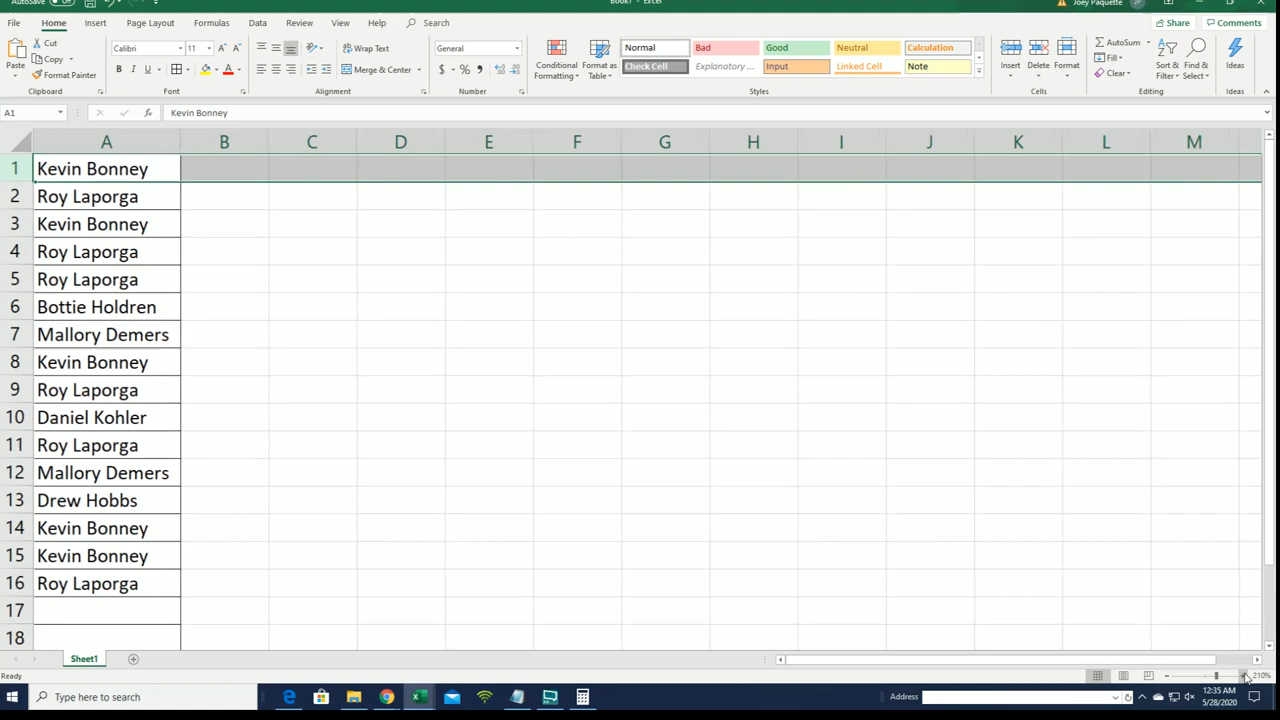 AutoSave Off Book7 - Excel Joey Paquette JP
File Home Insert Page Layout Formulas Data Review View Help Search Share Comments
Paste Cut Copy Format Painter Clipboard
Calibri 11 A A B I U A Font
ab Wrap Text Merge & Center Alignment
General $ % , Number
Conditional Formatting Format as Table
Normal Bad Good Neutral Calculation
Check Cell Explanatory ... Input Linked Cell Note
Styles
Insert Delete Format Cells
AutoSum Fill Clear Sort & Filter Find & Select Editing
Ideas Ideas
A1 fx Kevin Bonney
A B C D E F G H I J K L M
1 Kevin Bonney
2 Roy Laporga
3 Kevin Bonney
4 Roy Laporga
5 Roy Laporga
6 Bottie Holdren
7 Mallory Demers
8 Kevin Bonney
9 Roy Laporga
10 Daniel Kohler
11 Roy Laporga
12 Mallory Demers
13 Drew Hobbs
14 Kevin Bonney
15 Kevin Bonney
16 Roy Laporga
17
18
Sheet1
Ready 210%
Type here to search Address 12:35 AM
5/28/2020